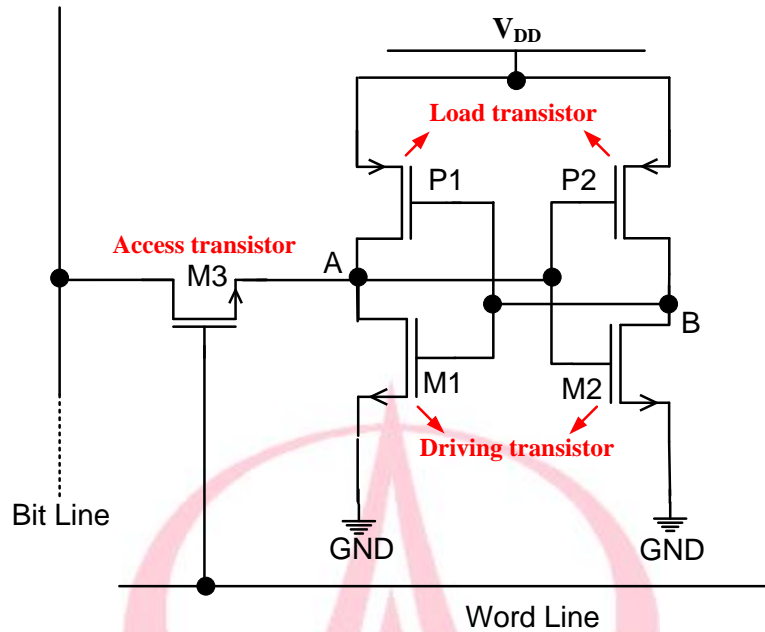 VDD
Load transistor
P1
P2
Access transistor
M3
A
B
M1
M2
Driving transistor
Bit Line
GND
GND
Word Line